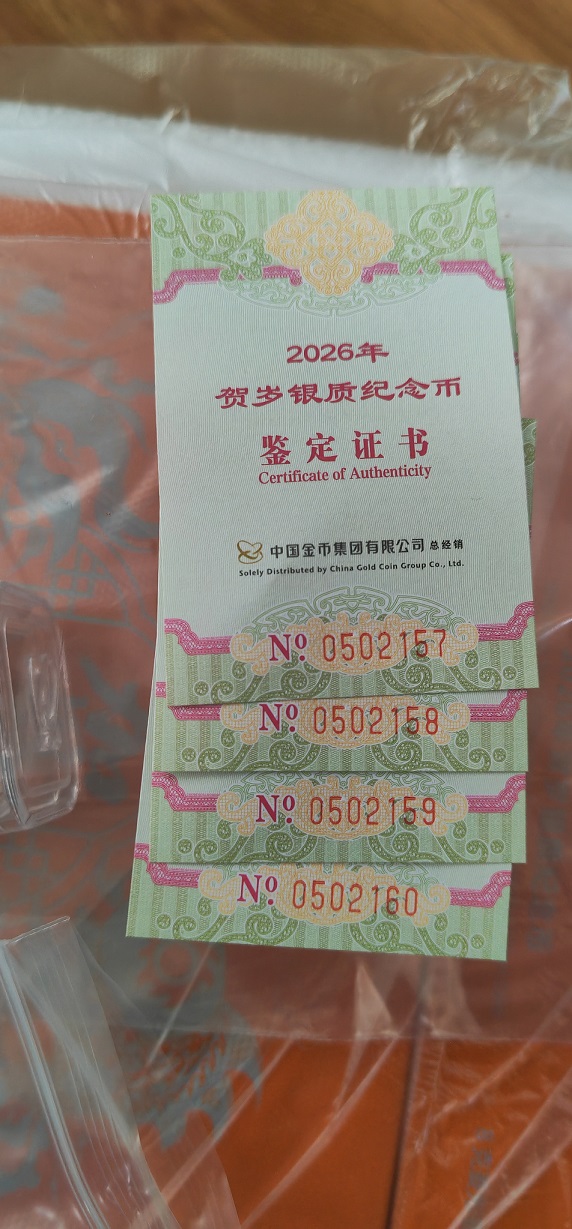 2026年
贺岁银质纪念币
鉴定证书
Certificate of Authenticity
中国金币集团有限公司 总经销
Solely Distributed by China Gold Coin Group Co., Ltd.
Nº. 0502157
Nº. 0502158
Nº. 0502159
Nº. 0502160